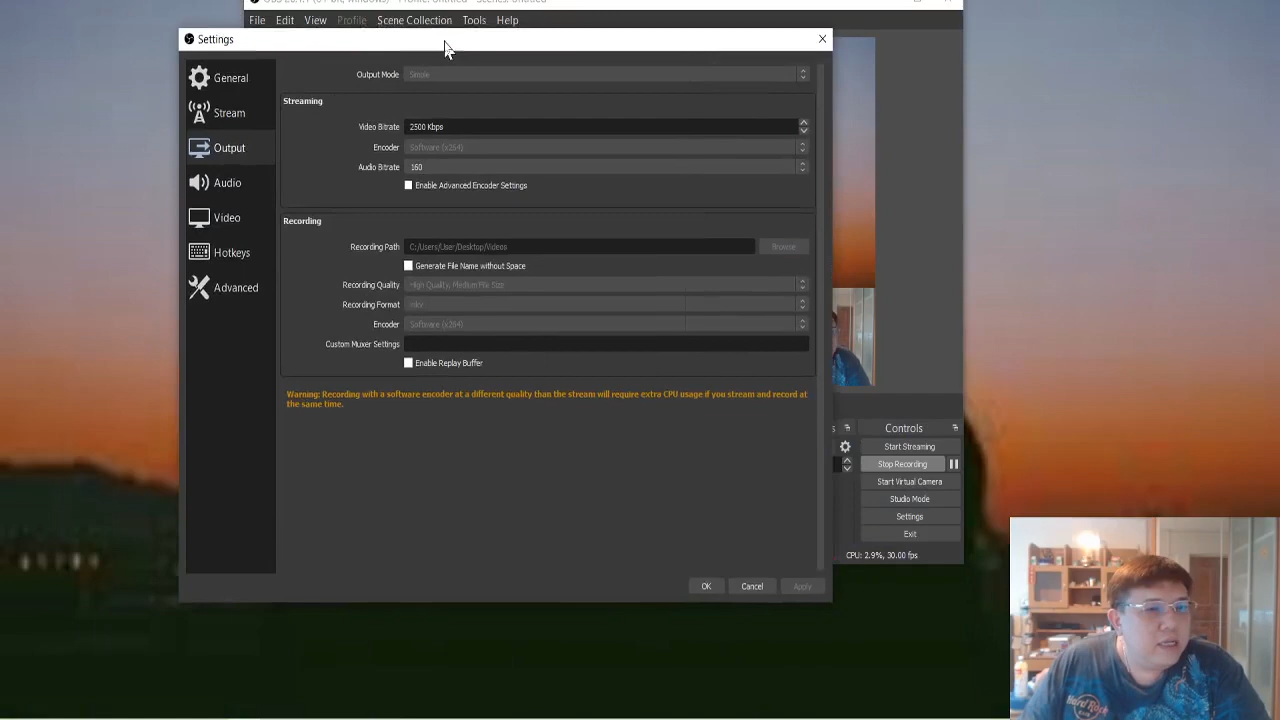 File Edit View Profile Scene Collection Tools Help
Settings
General
Stream
Output
Audio
Video
Hotkeys
Advanced
Output Mode Simple
Streaming
Video Bitrate 2500 Kbps
Encoder Software (x264)
Audio Bitrate 160
Enable Advanced Encoder Settings
Recording
Recording Path C:/Users/User/Desktop/Videos Browse
Generate File Name without Space
Recording Quality High Quality, Medium File Size
Recording Format mkv
Encoder Software (x264)
Custom Muxer Settings
Enable Replay Buffer
Warning: Recording with a software encoder at a different quality than the stream will require extra CPU usage if you stream and record at
the same time.
OK Cancel Apply
Controls
Start Streaming
Stop Recording
Start Virtual Camera
Studio Mode
Settings
Exit
CPU: 2.9%, 30.00 fps
Hard Rock